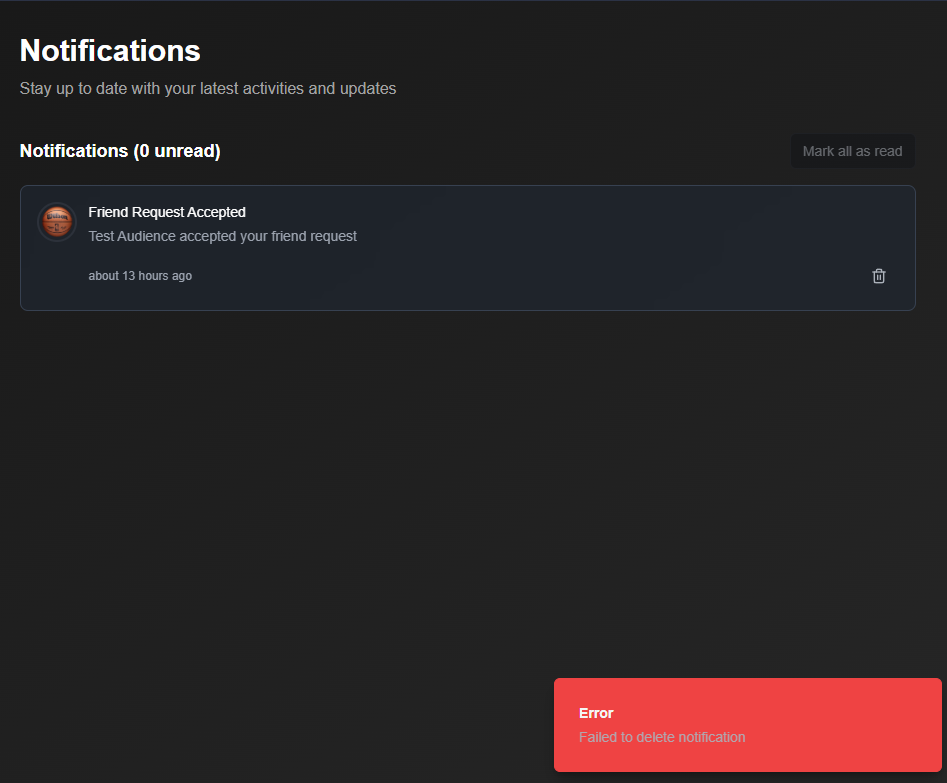 Notifications
Stay up to date with your latest activities and updates
Notifications (0 unread)
Mark all as read
Wilson
Friend Request Accepted
Test Audience accepted your friend request
about 13 hours ago
Error
Failed to delete notification